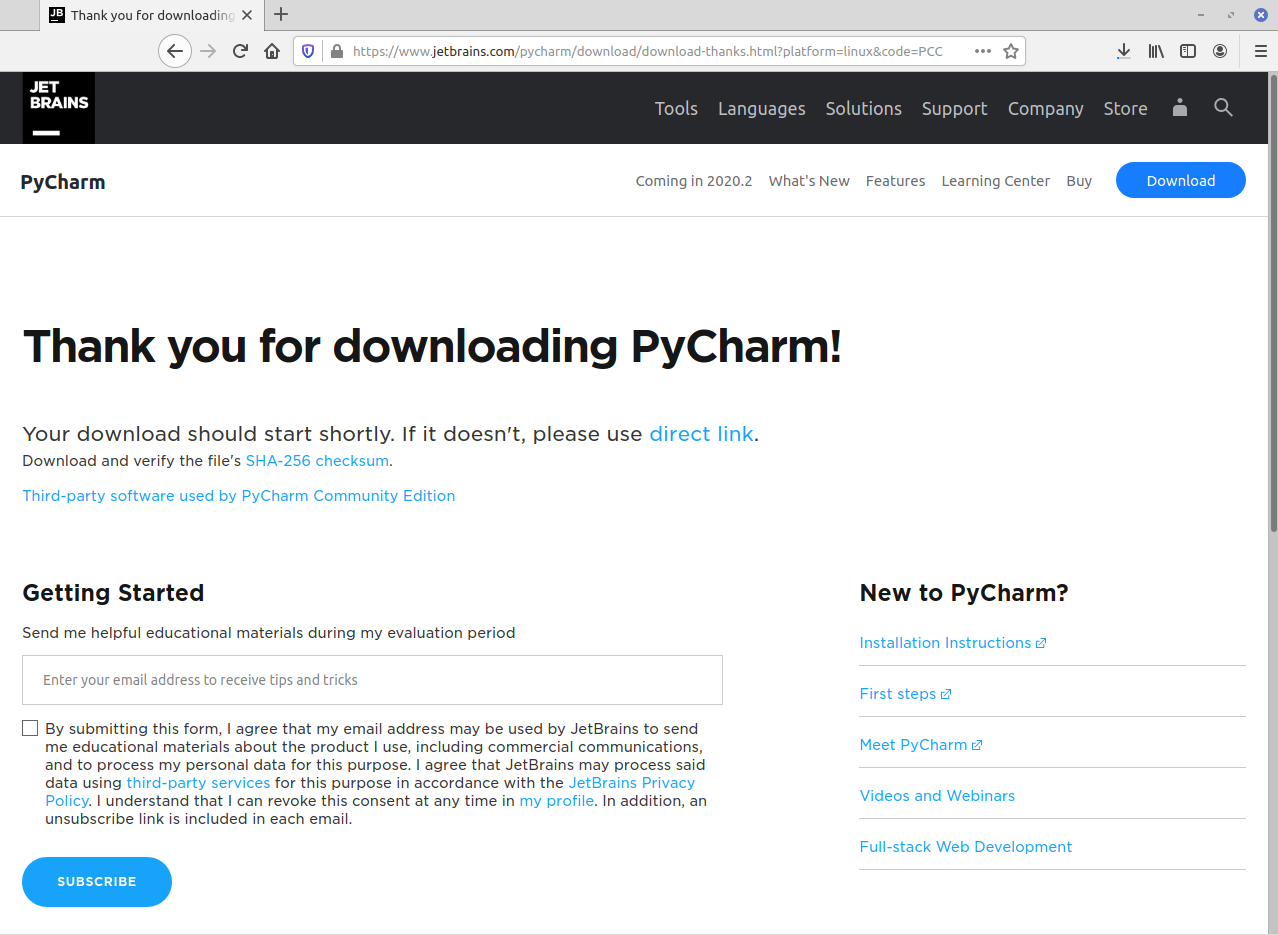 JB Thank you for downloading
https://www.jetbrains.com/pycharm/download/download-thanks.html?platform=linux&code=PCC
JET
BRAINS
Tools Languages Solutions Support Company Store
PyCharm
Coming in 2020.2 What's New Features Learning Center Buy Download
Thank you for downloading PyCharm!
Your download should start shortly. If it doesn't, please use direct link.
Download and verify the file's SHA-256 checksum.
Third-party software used by PyCharm Community Edition
Getting Started
Send me helpful educational materials during my evaluation period
Enter your email address to receive tips and tricks
By submitting this form, I agree that my email address may be used by JetBrains to send
me educational materials about the product I use, including commercial communications,
and to process my personal data for this purpose. I agree that JetBrains may process said
data using third-party services for this purpose in accordance with the JetBrains Privacy
Policy. I understand that I can revoke this consent at any time in my profile. In addition, an
unsubscribe link is included in each email.
SUBSCRIBE
New to PyCharm?
Installation Instructions
First steps
Meet PyCharm
Videos and Webinars
Full-stack Web Development